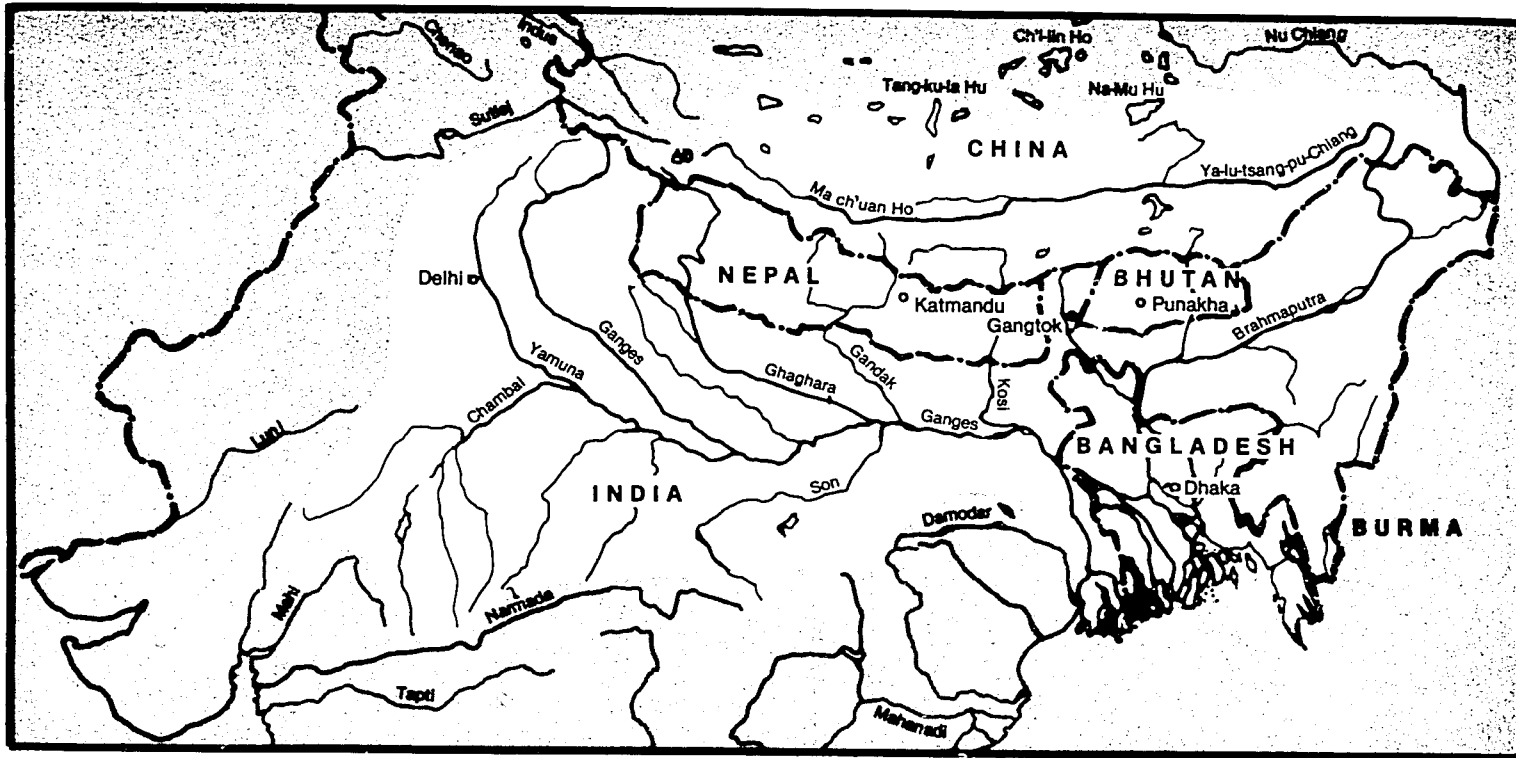 Indus
Chenao
Ch'i-lin Ho
Nu Chiang
Tang-ku-la Hu
Na-Mu Hu
Sutlej
CHINA
Ya-lu-tsang-pu-Chiang
Ma ch'uan Ho
Delhi
NEPAL
BHUTAN
Katmandu
Punakha
Gangtok
Brahmaputra
Ganges
Yamuna
Gandak
Ghaghara
Chambal
Kosi
Luni
Ganges
BANGLADESH
INDIA
Son
Dhaka
Damodar
BURMA
Mahi
Narmada
Tapti
Mahanadi